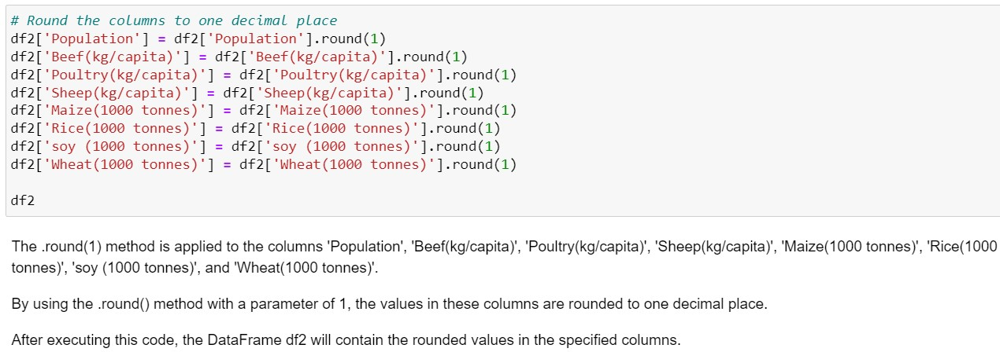 # Round the columns to one decimal place
df2['Population'] = df2['Population'].round(1)
df2['Beef(kg/capita)'] = df2['Beef(kg/capita)'].round(1)
df2['Poultry(kg/capita)'] = df2['Poultry(kg/capita)'].round(1)
df2['Sheep(kg/capita)'] = df2['Sheep(kg/capita)'].round(1)
df2['Maize(1000 tonnes)'] = df2['Maize(1000 tonnes)'].round(1)
df2['Rice(1000 tonnes)'] = df2['Rice(1000 tonnes)'].round(1)
df2['soy (1000 tonnes)'] = df2['soy (1000 tonnes)'].round(1)
df2['Wheat(1000 tonnes)'] = df2['Wheat(1000 tonnes)'].round(1)
df2
The .round(1) method is applied to the columns 'Population', 'Beef(kg/capita)', 'Poultry(kg/capita)', 'Sheep(kg/capita)', 'Maize(1000 tonnes)', 'Rice(1000
tonnes)', 'soy (1000 tonnes)', and 'Wheat(1000 tonnes)'.
By using the .round() method with a parameter of 1, the values in these columns are rounded to one decimal place.
After executing this code, the DataFrame df2 will contain the rounded values in the specified columns.